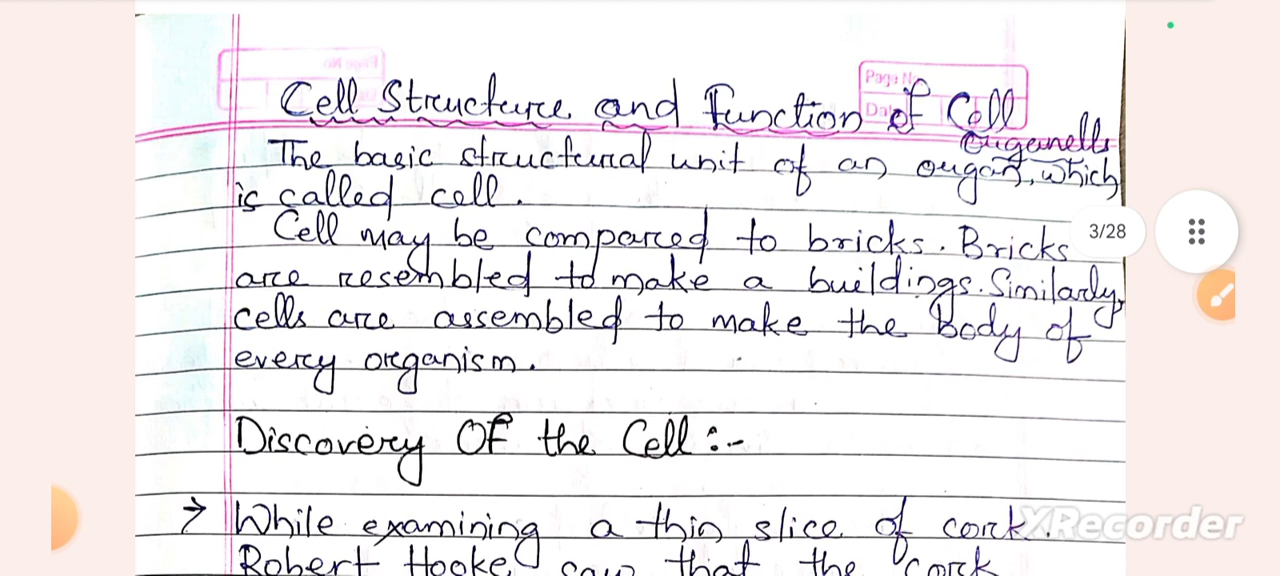 Page No
Date
Cell Structure and Function of Cell
Organells
The basic structural unit of an organ, which
is called cell.
Cell may be compared to bricks. Bricks
are resembled to make a buildings. Similarly,
cells are assembled to make the body of
every organism.
3/28
Discovery OF the Cell :-
→ While examining a thin slice of cork.
Robert Hooke saw that the cork
XRecorder